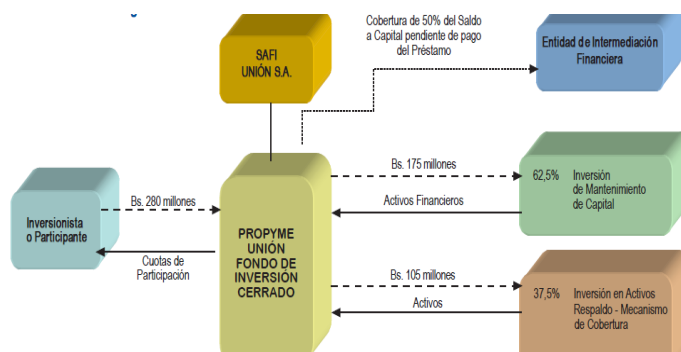 Cobertura de 50% del Saldo
a Capital pendiente de pago
del Préstamo
SAFI
UNIÓN S.A.
Entidad de Intermediación
Financiera
Bs. 175 millones
62,5% Inversión
de Mantenimiento
de Capital
Activos Financieros
Inversionista
o Participante
Bs. 280 millones
Cuotas de
Participación
PROPYME
UNIÓN
FONDO DE
INVERSIÓN
CERRADO
Bs. 105 millones
Activos
37,5% Inversión en Activos
Respaldo - Mecanismo
de Cobertura